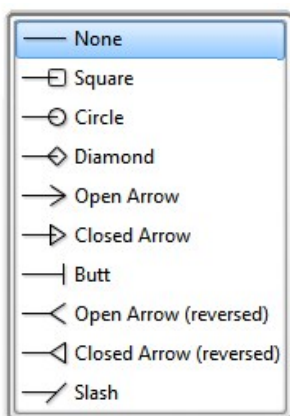 None
Square
Circle
Diamond
Open Arrow
Closed Arrow
Butt
Open Arrow (reversed)
Closed Arrow (reversed)
Slash